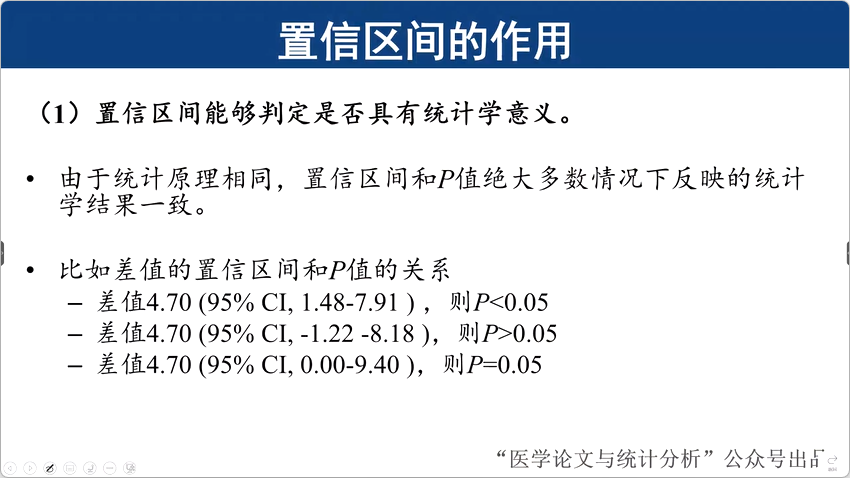 置信区间的作用
（1）置信区间能够判定是否具有统计学意义。
• 由于统计原理相同，置信区间和P值绝大多数情况下反映的统计
学结果一致。
• 比如差值的置信区间和P值的关系
– 差值4.70 (95% CI, 1.48-7.91 ) ，则P<0.05
– 差值4.70 (95% CI, -1.22 -8.18 )，则P>0.05
– 差值4.70 (95% CI, 0.00-9.40 )，则P=0.05
“医学论文与统计分析”公众号出品